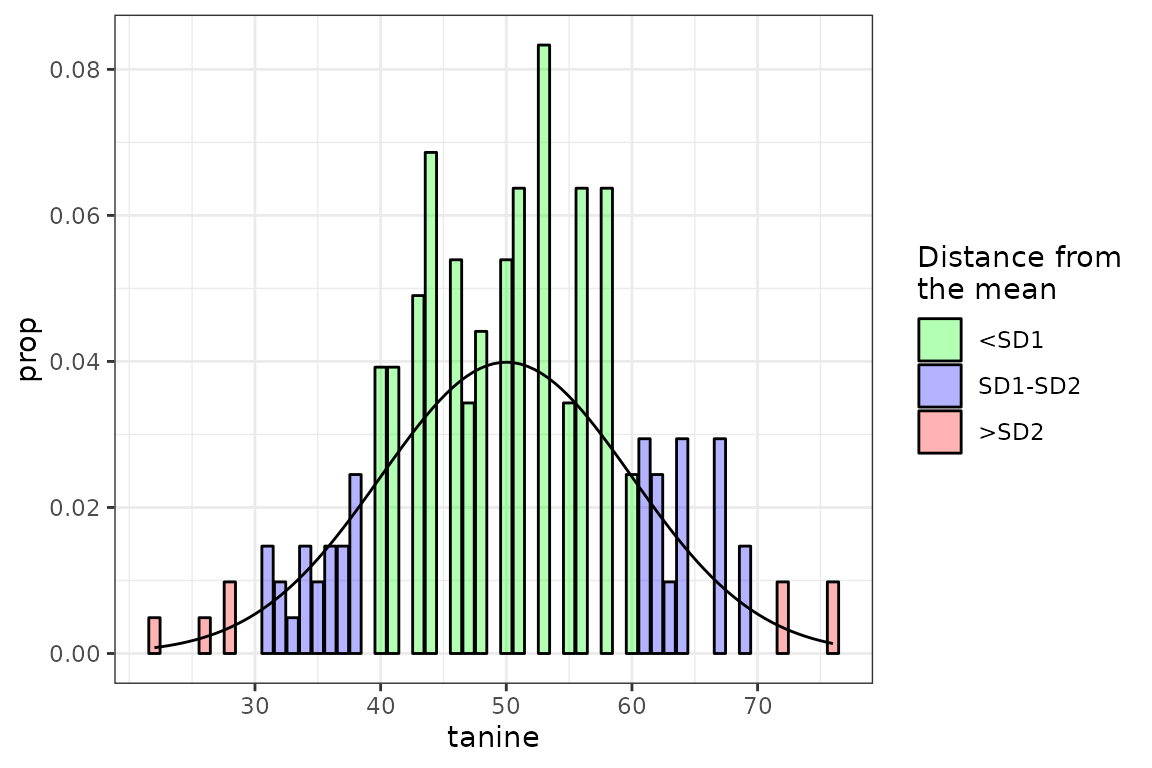 0.08
0.06
0.04
0.02
0.00
prop
30 40 50 60 70
tanine
Distance from
the mean
<SD1
SD1-SD2
>SD2